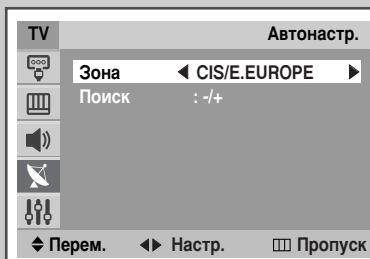 TV Автонастр.
Зона ◀ CIS/E.EUROPE ▶
Поиск : -/+
Перем. Настр. Пропуск